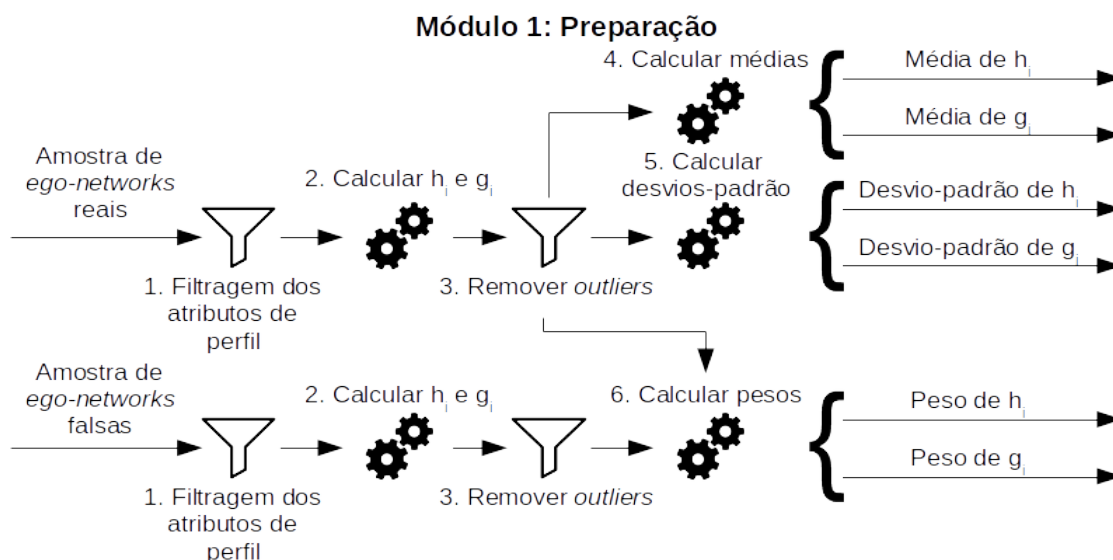 Módulo 1: Preparação
4. Calcular médias
Média de hᵢ
Média de gᵢ
Amostra de
ego-networks
reais
2. Calcular hᵢ e gᵢ
5. Calcular
desvios-padrão
Desvio-padrão de hᵢ
Desvio-padrão de gᵢ
1. Filtragem dos
atributos de
perfil
3. Remover outliers
Amostra de
ego-networks
falsas
2. Calcular hᵢ e gᵢ
6. Calcular pesos
Peso de hᵢ
Peso de gᵢ
1. Filtragem dos
atributos de
perfil
3. Remover outliers